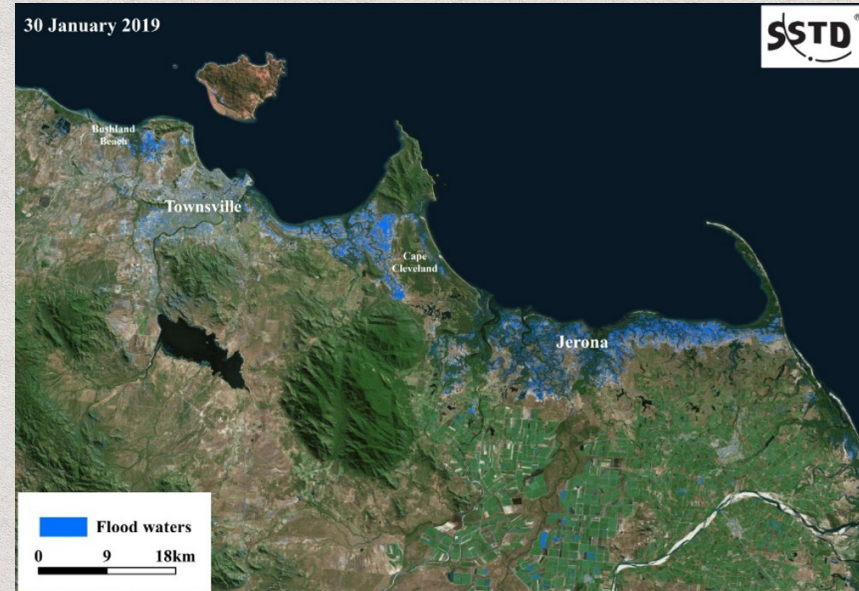 30 January 2019
SSTD
Bushland
Beach
Townsville
Cape
Cleveland
Jerona
Flood waters
0 9 18km